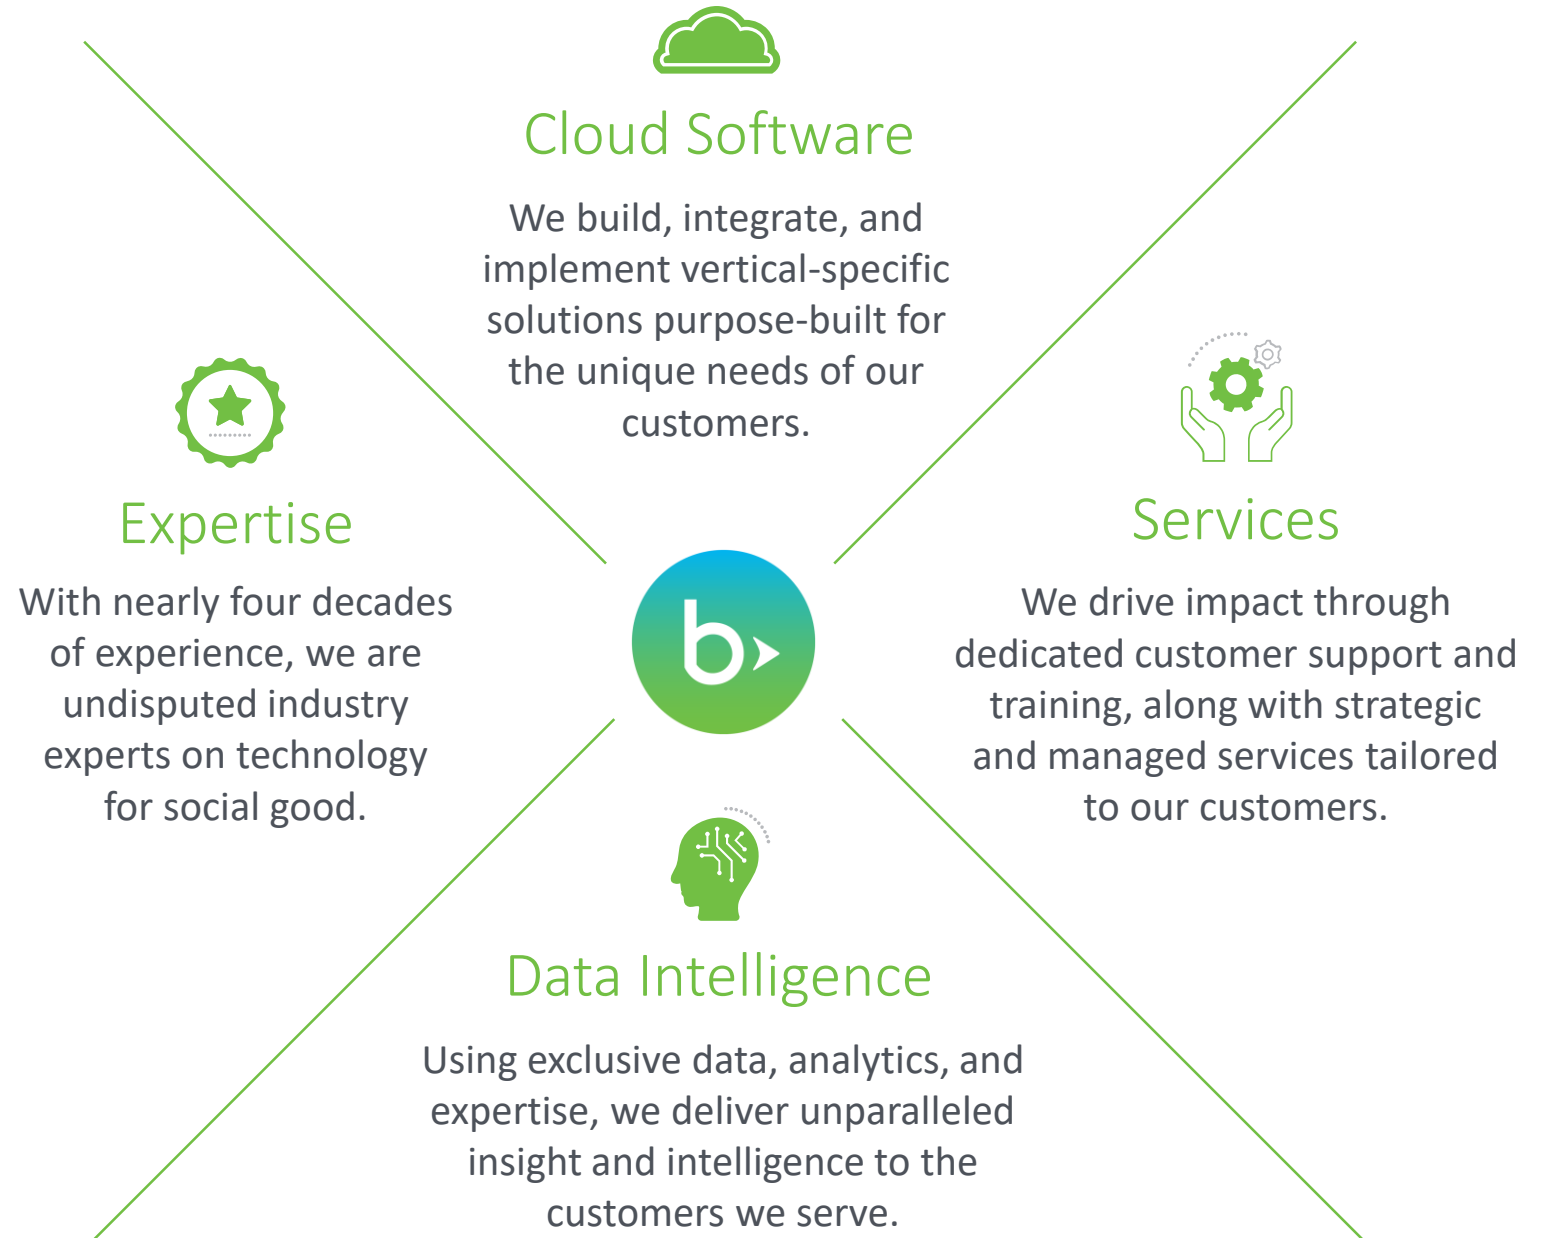 Cloud Software
We build, integrate, and
implement vertical-specific
solutions purpose-built for
the unique needs of our
customers.
Expertise
With nearly four decades
of experience, we are
undisputed industry
experts on technology
for social good.
b
Services
We drive impact through
dedicated customer support and
training, along with strategic
and managed services tailored
to our customers.
Data Intelligence
Using exclusive data, analytics, and
expertise, we deliver unparalleled
insight and intelligence to the
customers we serve.